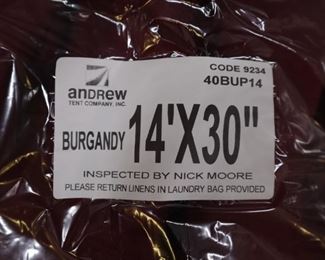 CODE 9234
40BUP14
andrew
TENT COMPANY, INC.
BURGANDY 14'X30"
INSPECTED BY NICK MOORE
PLEASE RETURN LINENS IN LAUNDRY BAG PROVIDED